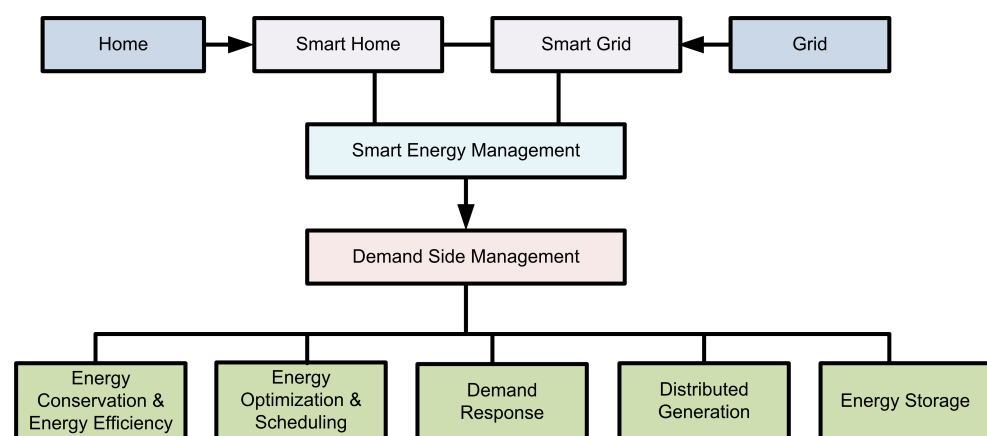 Home
Smart Home
Smart Grid
Grid
Smart Energy Management
Demand Side Management
Energy
Conservation &
Energy Efficiency
Energy
Optimization &
Scheduling
Demand
Response
Distributed
Generation
Energy Storage